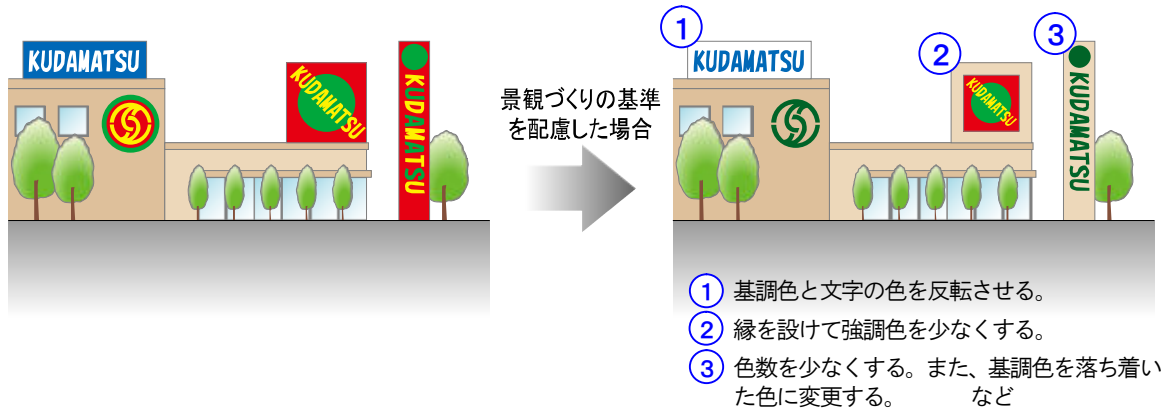 KUDAMATSU
KUDAMATSU
KUDAMATSU
景観づくりの基準
を配慮した場合
①
KUDAMATSU
②
KUDAMATSU
③
KUDAMATSU
① 基調色と文字の色を反転させる。
② 縁を設けて強調色を少なくする。
③ 色数を少なくする。また、基調色を落ち着い
た色に変更する。 など